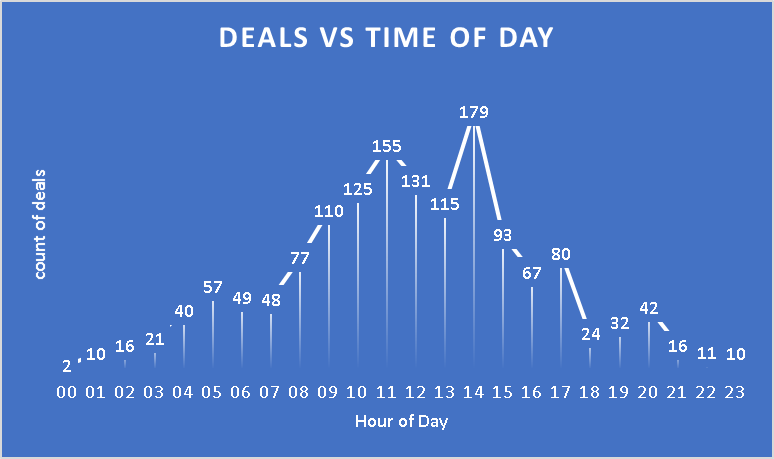 DEALS VS TIME OF DAY
count of deals
2 10 16 21 40 57 49 48 77 110 125 155 131 115 179 93 67 80 24 32 42 16 11 10
00 01 02 03 04 05 06 07 08 09 10 11 12 13 14 15 16 17 18 19 20 21 22 23
Hour of Day